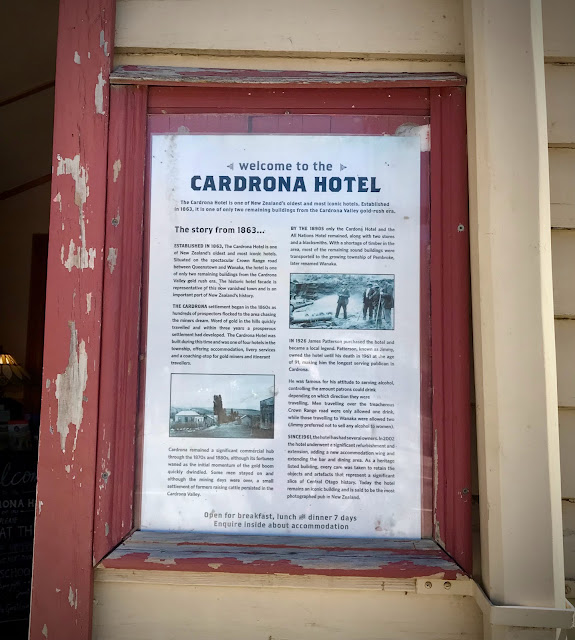 welcome to the
CARDRONA HOTEL
The Cardrona Hotel is one of New Zealand's oldest and most iconic hotels. Established
in 1863, it is one of only two remaining buildings from the Cardrona Valley gold-rush era.
The story from 1863...
ESTABLISHED IN 1863, The Cardrona Hotel is one
of New Zealand's oldest and most iconic hotels.
Situated on the spectacular Crown Range road
between Queenstown and Wanaka, the hotel is one
of only two remaining buildings from the Cardrona
Valley gold rush era. The historic hotel facade is
representative of this now vanished town and is an
important part of New Zealand's history.
THE CARDRONA settlement began in the 1860s as
hundreds of prospectors flocked to the area chasing
the miners dream. Word of gold in the hills quickly
travelled and within three years a prosperous
settlement had developed. The Cardrona Hotel was
built during this time and was one of four hotels in the
township, offering accommodation, livery services
and a coaching stop for gold miners and itinerant
travellers.
Cardrona remained a significant commercial hub
through the 1870s and 1880s, although its fortunes
waned as the initial momentum of the gold boom
quickly dwindled. Some men stayed on and
although the mining days were over, a small
settlement of farmers raising cattle persisted in the
Cardrona Valley.
BY THE 1890S only the Cardona Hotel and the
All Nations Hotel remained, along with two stores
and a blacksmiths. With a shortage of timber in the
area, most of the remaining sound buildings were
transported to the growing township of Pembroke,
later renamed Wanaka.
IN 1926 James Patterson purchased the hotel and
became a local legend. Patterson, known as Jimmy,
owned the hotel until his death in 1961 at the age
of 91, making him the longest serving publican in
Cardrona.
He was famous for his attitude to serving alcohol,
controlling the amount patrons could drink
depending on which direction they were
travelling. Men travelling over the treacherous
Crown Range road were only allowed one drink,
while those travelling to Wanaka were allowed two
(Jimmy preferred not to sell any alcohol to women).
SINCE 1961, the hotel has had several owners. In 2002
the hotel underwent a significant refurbishment and
extension, adding a new accommodation wing and
extending the bar and dining area. As a heritage
listed building, every care was taken to retain the
objects and artefacts that represent a significant
slice of Central Otago history. Today the hotel
remains an iconic building and is said to be the most
photographed pub in New Zealand.
Open for breakfast, lunch and dinner 7 days
Enquire inside about accommodation